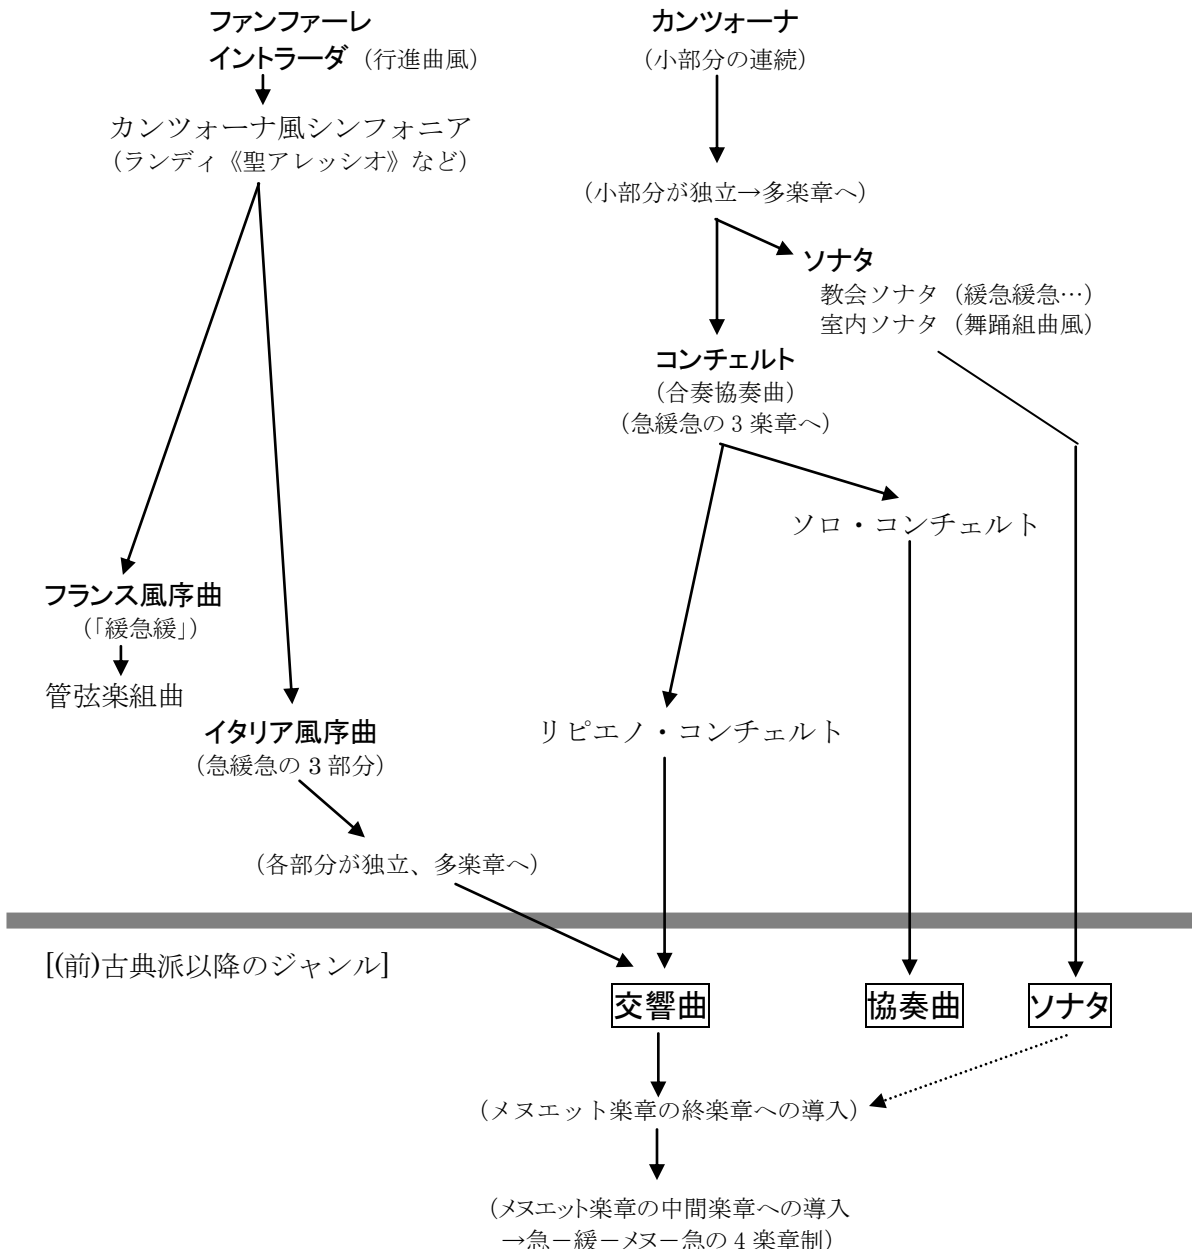 ファンファーレ
イントラーダ（行進曲風）
カンツォーナ
（小部分の連続）
カンツォーナ風シンフォニア
（ランディ《聖アレッシオ》など）
（小部分が独立→多楽章へ）
ソナタ
教会ソナタ（緩急緩急…）
室内ソナタ（舞踊組曲風）
コンチェルト
（合奏協奏曲）
（急緩急の 3 楽章へ）
ソロ・コンチェルト
フランス風序曲
（「緩急緩」）
管弦楽組曲
イタリア風序曲
（急緩急の 3 部分）
リピエノ・コンチェルト
（各部分が独立、多楽章へ）
[(前)古典派以降のジャンル]
交響曲
協奏曲
ソナタ
（メヌエット楽章の終楽章への導入）
（メヌエット楽章の中間楽章への導入
→急－緩－メヌ－急の 4 楽章制）